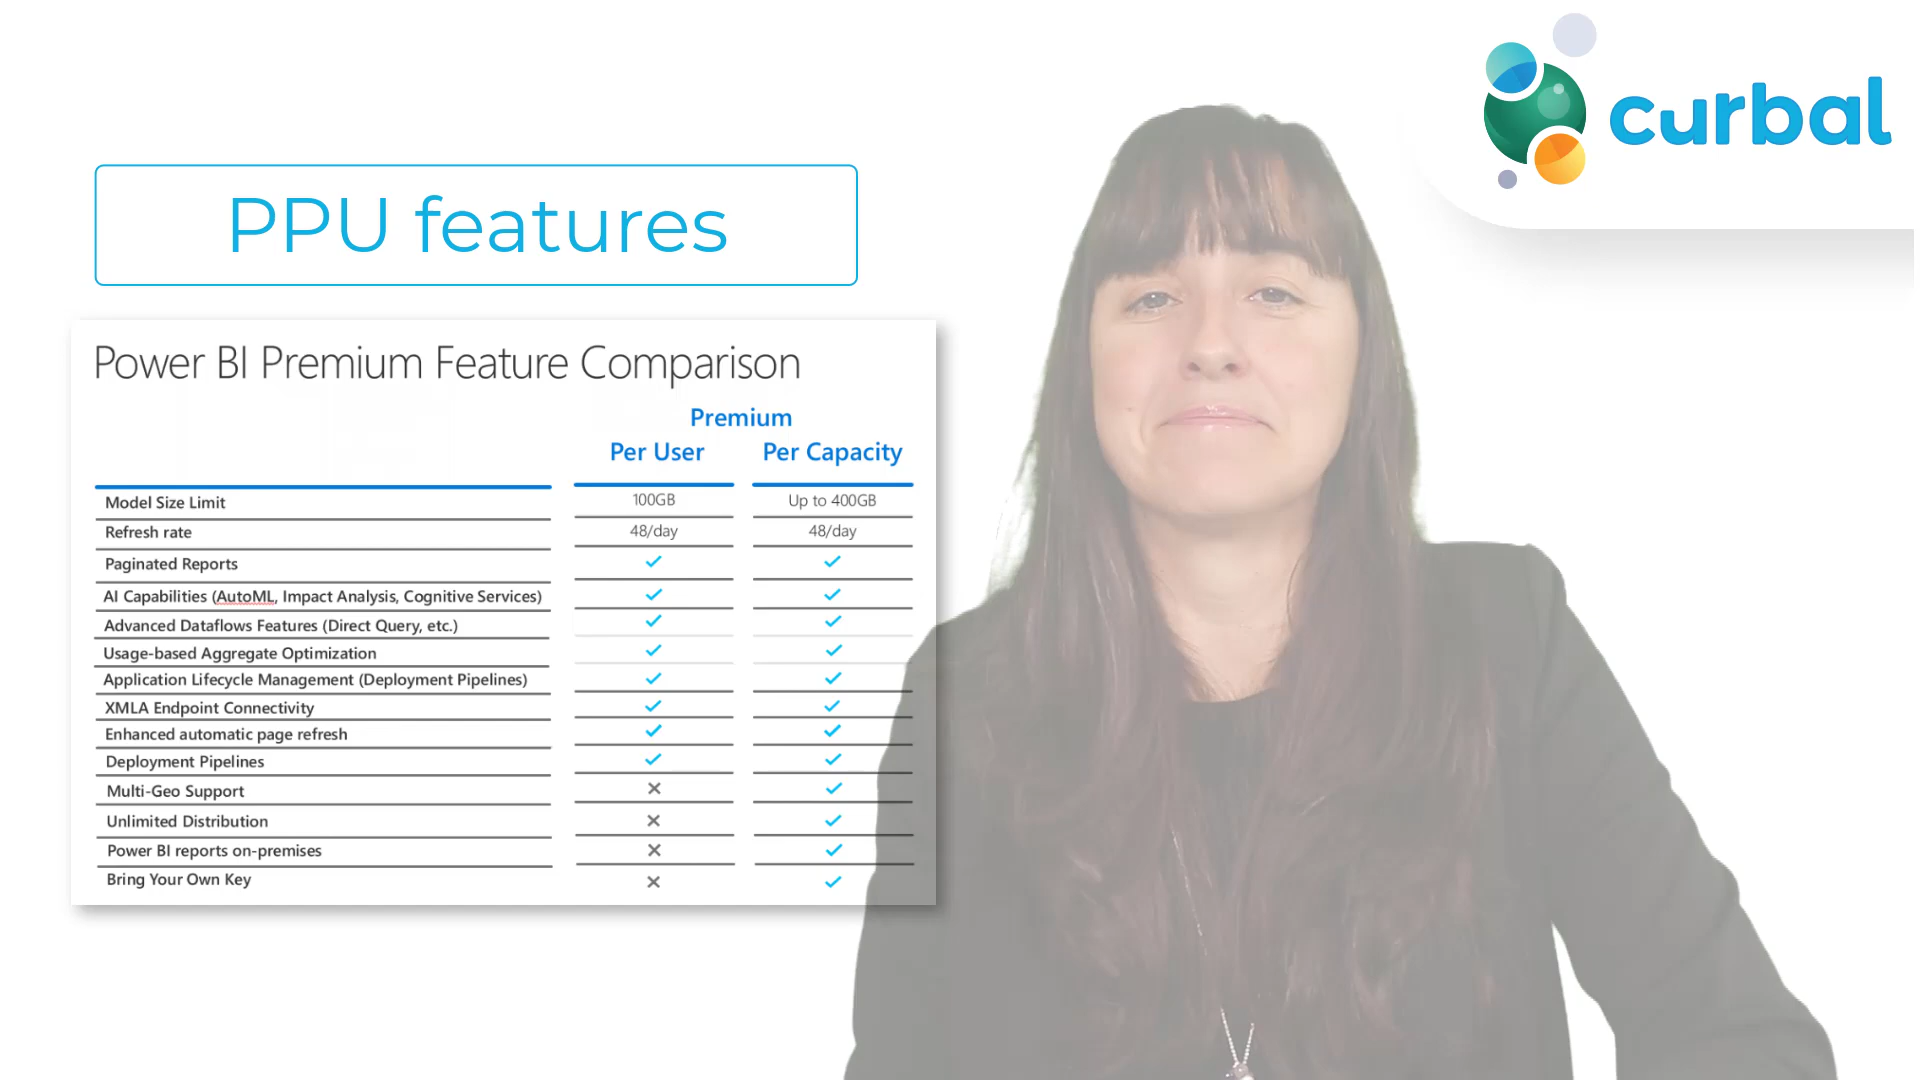 curbal
PPU features
Power BI Premium Feature Comparison
Premium
Per User Per Capacity
Model Size Limit 100GB Up to 400GB
Refresh rate 48/day 48/day
Paginated Reports ✓ ✓
AI Capabilities (AutoML, Impact Analysis, Cognitive Services) ✓ ✓
Advanced Dataflows Features (Direct Query, etc.) ✓ ✓
Usage-based Aggregate Optimization ✓ ✓
Application Lifecycle Management (Deployment Pipelines) ✓ ✓
XMLA Endpoint Connectivity ✓ ✓
Enhanced automatic page refresh ✓ ✓
Deployment Pipelines ✓ ✓
Multi-Geo Support ✕ ✓
Unlimited Distribution ✕ ✓
Power BI reports on-premises ✕ ✓
Bring Your Own Key ✕ ✓